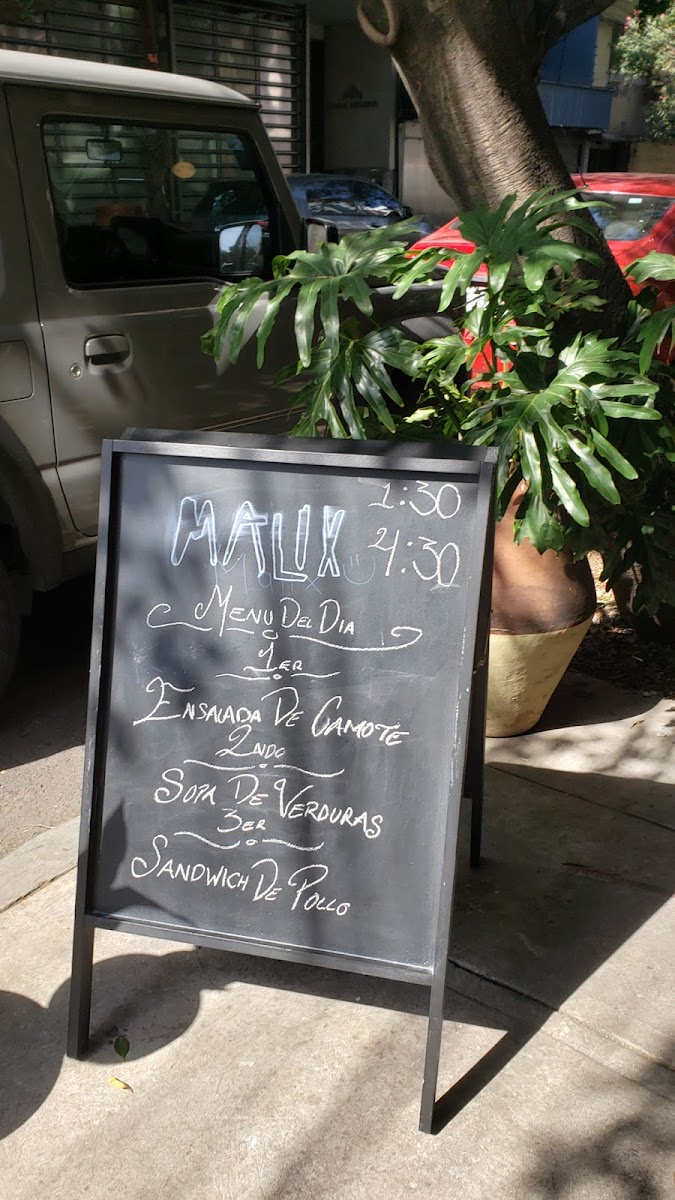 MALIX
1:30
4:30
MENU DEL DIA
1ER
ENSALADA DE CAMOTE
2NDO
SOPA DE VERDURAS
3ER
SANDWICH DE POLLO